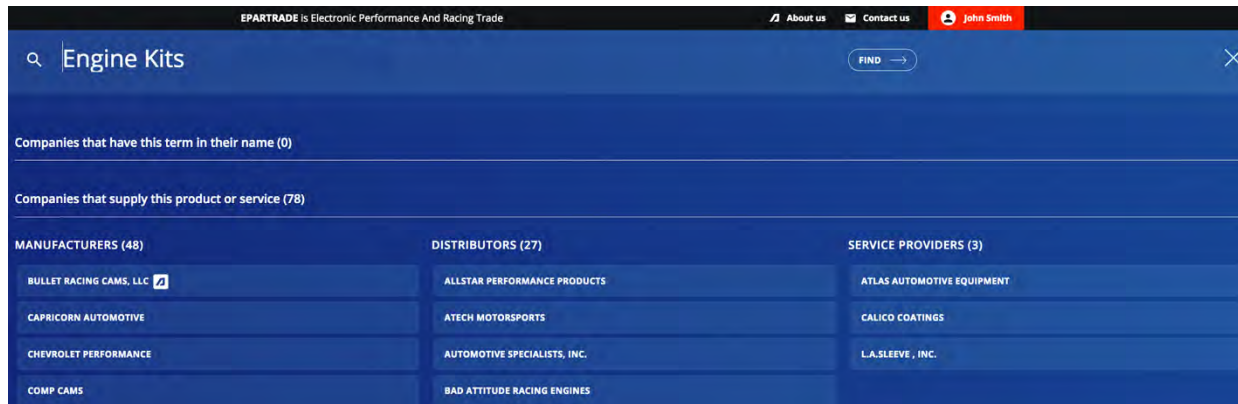 EPARTRADE is Electronic Performance And Racing Trade
About us
Contact us
John Smith
Engine Kits
FIND
Companies that have this term in their name (0)
Companies that supply this product or service (78)
MANUFACTURERS (48)
BULLET RACING CAMS, LLC
CAPRICORN AUTOMOTIVE
CHEVROLET PERFORMANCE
COMP CAMS
DISTRIBUTORS (27)
ALLSTAR PERFORMANCE PRODUCTS
ATECH MOTORSPORTS
AUTOMOTIVE SPECIALISTS, INC.
BAD ATTITUDE RACING ENGINES
SERVICE PROVIDERS (3)
ATLAS AUTOMOTIVE EQUIPMENT
CALICO COATINGS
L.A.SLEEVE , INC.